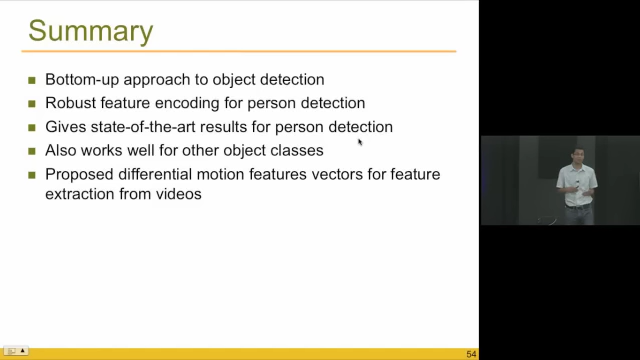 Summary
Bottom-up approach to object detection
Robust feature encoding for person detection
Gives state-of-the-art results for person detection
Also works well for other object classes
Proposed differential motion features vectors for feature
extraction from videos
54